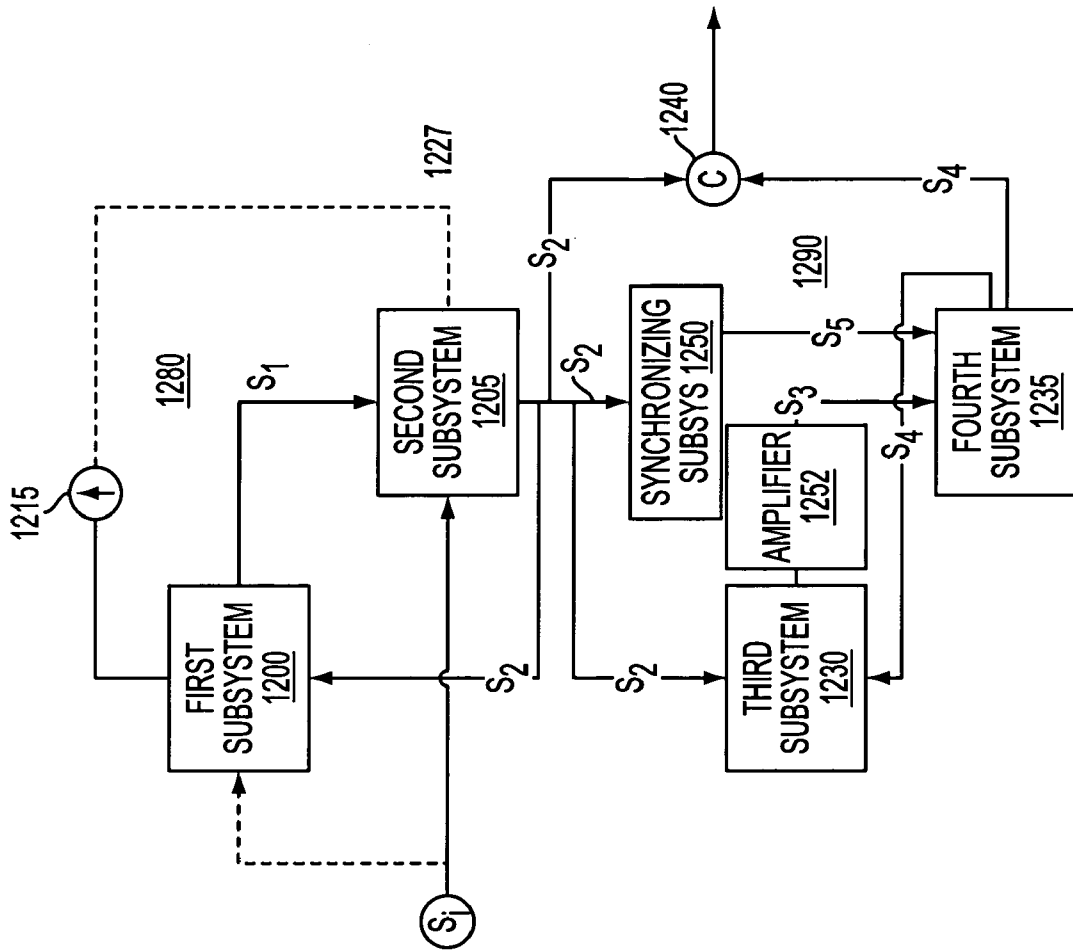 1215
1280
S1
1227
FIRST
SUBSYSTEM
1200
SECOND
SUBSYSTEM
1205
1240
C
S2
S2
S2
S2
Si
SYNCHRONIZING
SUBSYS 1250
1290
S4
S5
S3
S4
AMPLIFIER
1252
THIRD
SUBSYSTEM
1230
FOURTH
SUBSYSTEM
1235